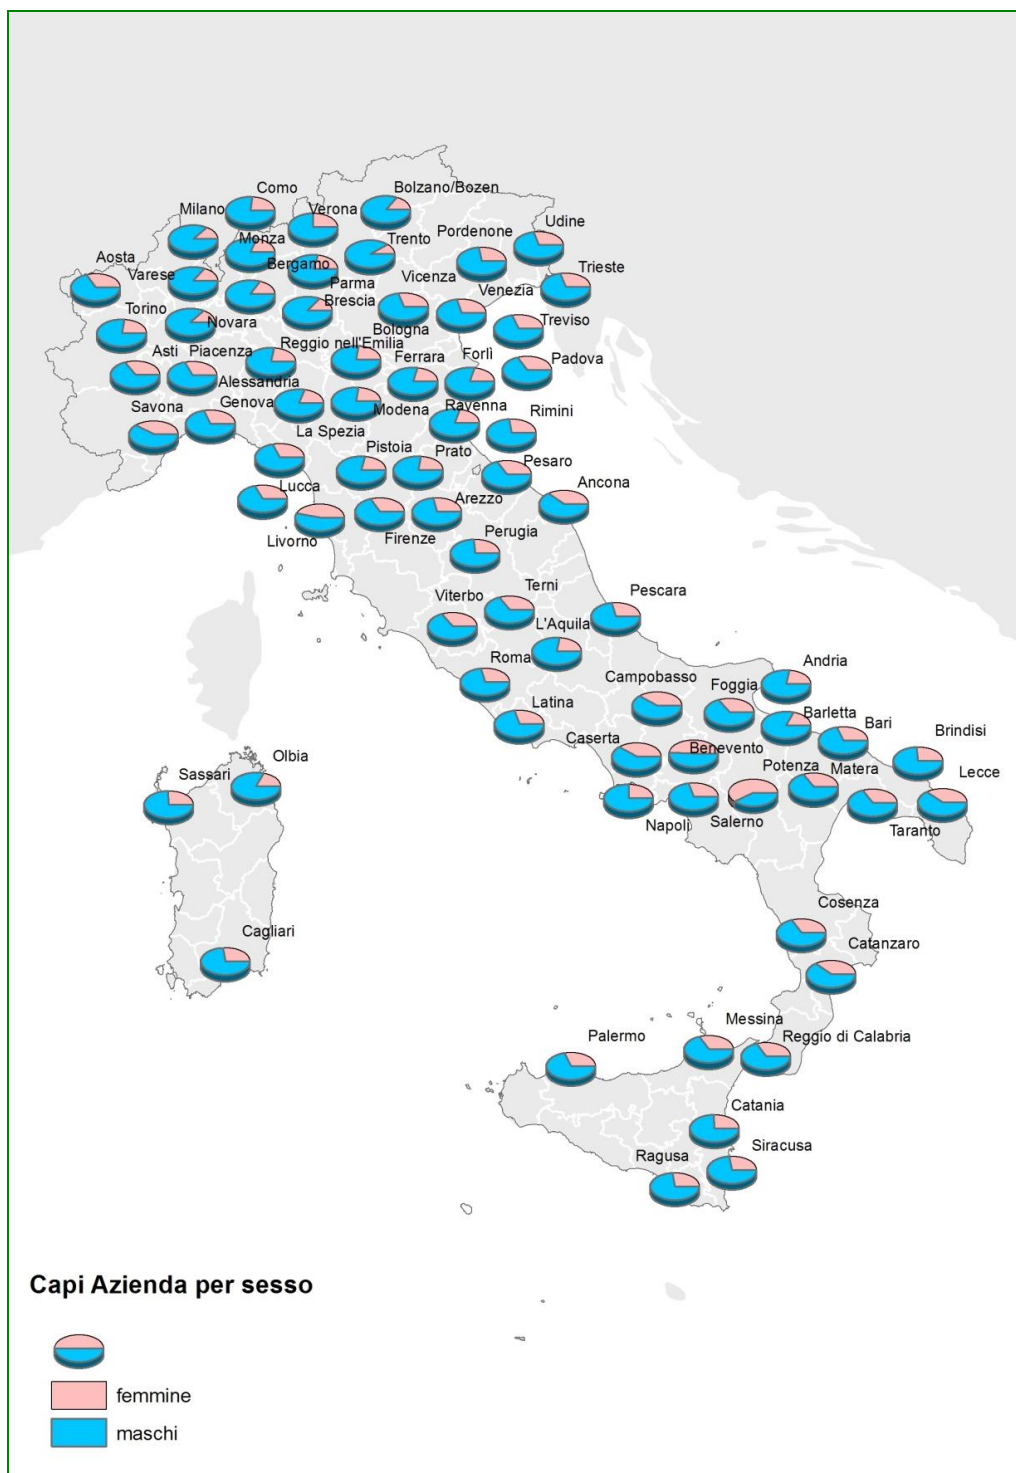 Como
Bolzano/Bozen
Milano
Verona
Udine
Pordenone
Monza
Trento
Aosta
Bergamo
Trieste
Varese
Vicenza
Parma
Venezia
Brescia
Torino
Novara
Treviso
Bologna
Reggio nell'Emilia
Asti
Piacenza
Forlì
Ferrara
Padova
Alessandria
Savona
Genova
Modena
Ravenna
Rimini
La Spezia
Pistoia
Prato
Pesaro
Ancona
Lucca
Arezzo
Livorno
Firenze
Perugia
Terni
Pescara
Viterbo
L'Aquila
Roma
Andria
Campobasso
Foggia
Latina
Barletta
Bari
Brindisi
Caserta
Benevento
Olbia
Potenza
Matera
Lecce
Sassari
Napoli
Salerno
Taranto
Cosenza
Cagliari
Catanzaro
Messina
Palermo
Reggio di Calabria
Catania
Siracusa
Ragusa
Capi Azienda per sesso
femmine
maschi